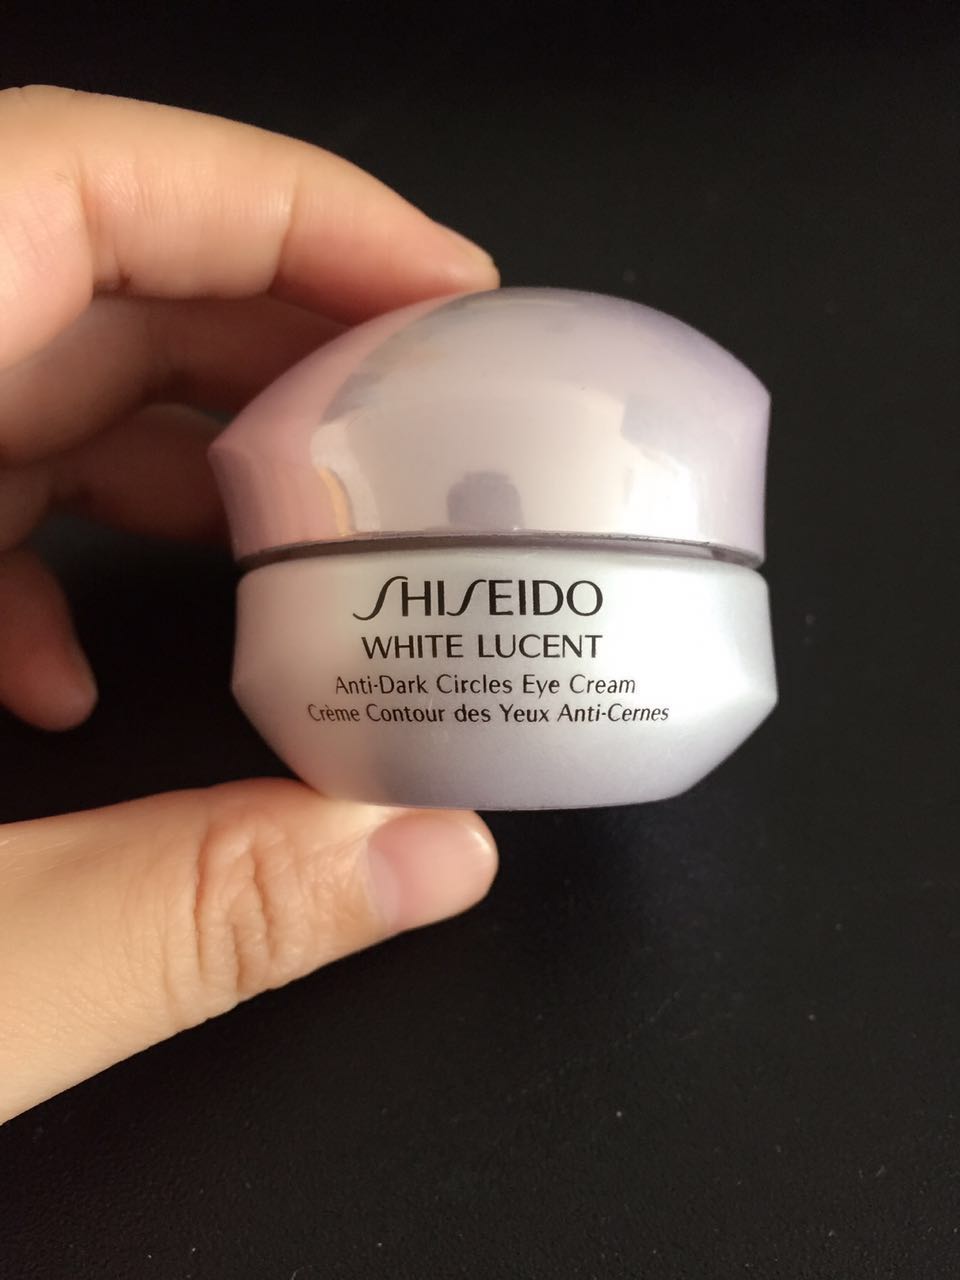 SHISEIDO
WHITE LUCENT
Anti-Dark Circles Eye Cream
Crème Contour des Yeux Anti-Cernes